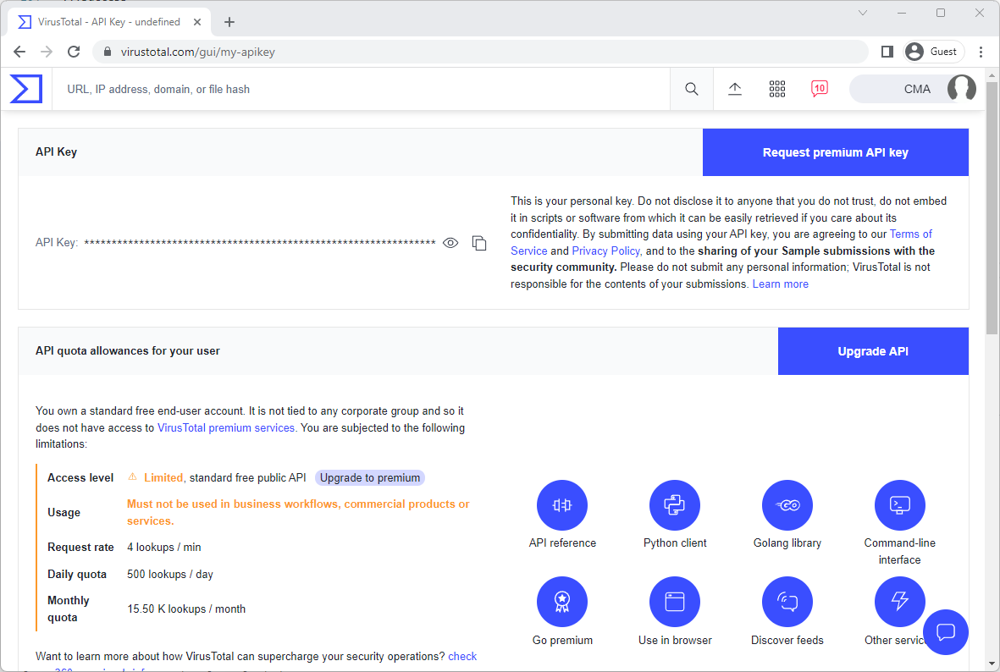 VirusTotal - API Key - undefined
virustotal.com/gui/my-apikey
Guest
URL, IP address, domain, or file hash
10
CMA
API Key
Request premium API key
API Key: ****************************************************************
This is your personal key. Do not disclose it to anyone that you do not trust, do not embed
it in scripts or software from which it can be easily retrieved if you care about its
confidentiality. By submitting data using your API key, you are agreeing to our Terms of
Service and Privacy Policy, and to the sharing of your Sample submissions with the
security community. Please do not submit any personal information; VirusTotal is not
responsible for the contents of your submissions. Learn more
API quota allowances for your user
Upgrade API
You own a standard free end-user account. It is not tied to any corporate group and so it
does not have access to VirusTotal premium services. You are subjected to the following
limitations:
Access level Limited, standard free public API Upgrade to premium
Usage Must not be used in business workflows, commercial products or
services.
Request rate 4 lookups / min
Daily quota 500 lookups / day
Monthly
quota 15.50 K lookups / month
API reference
Python client
GO
Golang library
Command-line
interface
Go premium
Use in browser
Discover feeds
Other servic
Want to learn more about how VirusTotal can supercharge your security operations? check